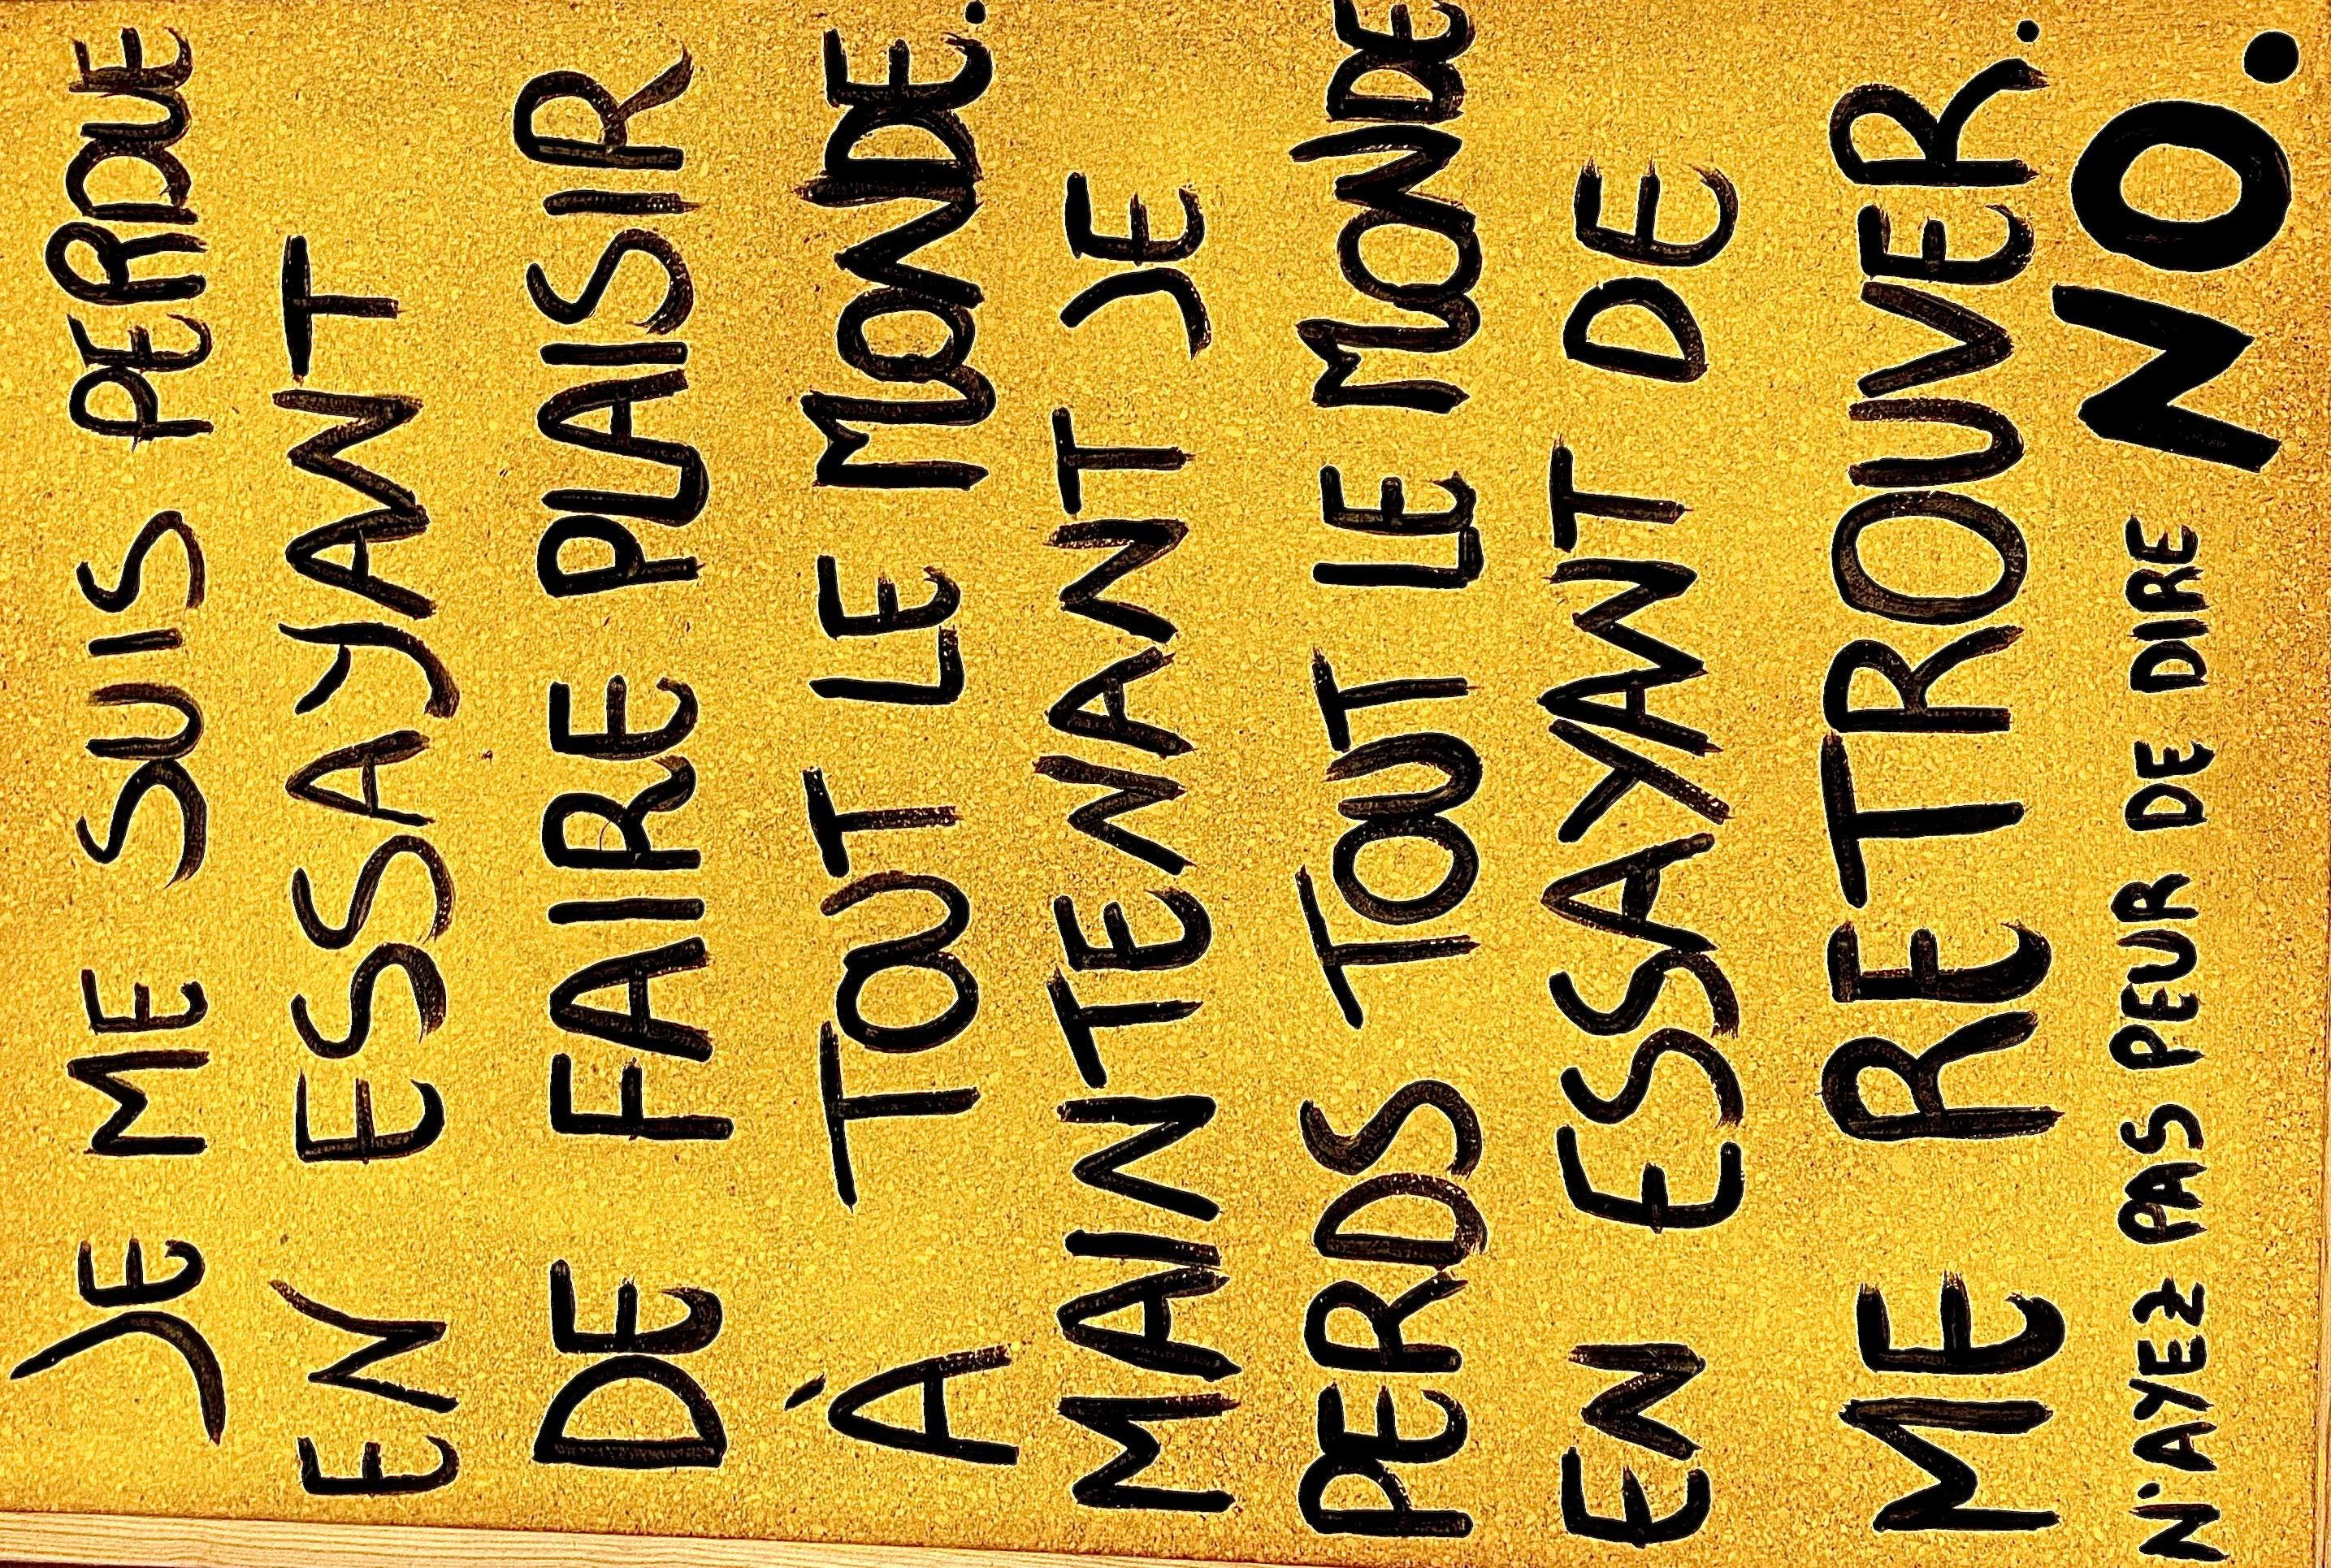 JE ME SUIS PERDUE
EN ESSAYANT
DE FAIRE PLAISIR
À TOUT LE MONDE.
MAINTENANT JE
PERDS TOUT LE MONDE
EN ESSAYANT DE
ME RETROUVER.
N'AYEZ PAS PEUR DE DIRE NO.